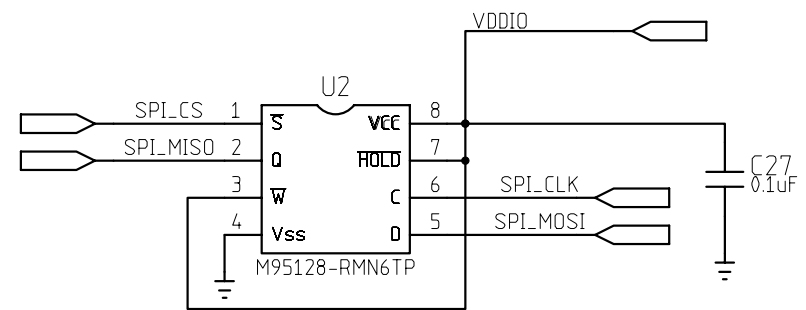 VDDIO
U2
SPI_CS 1 S VCC 8
SPI_MISO 2 Q HOLD 7
3 W C 6 SPI_CLK
4 Vss D 5 SPI_MOSI
M95128-RMN6TP
C27
0.1uF